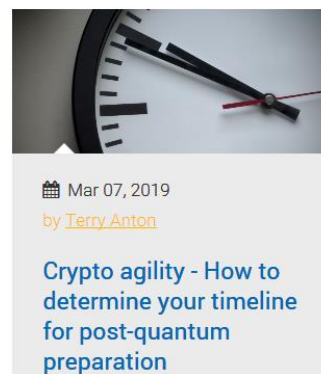 Mar 07, 2019
by Terry Anton
Crypto agility - How to
determine your timeline
for post-quantum
preparation